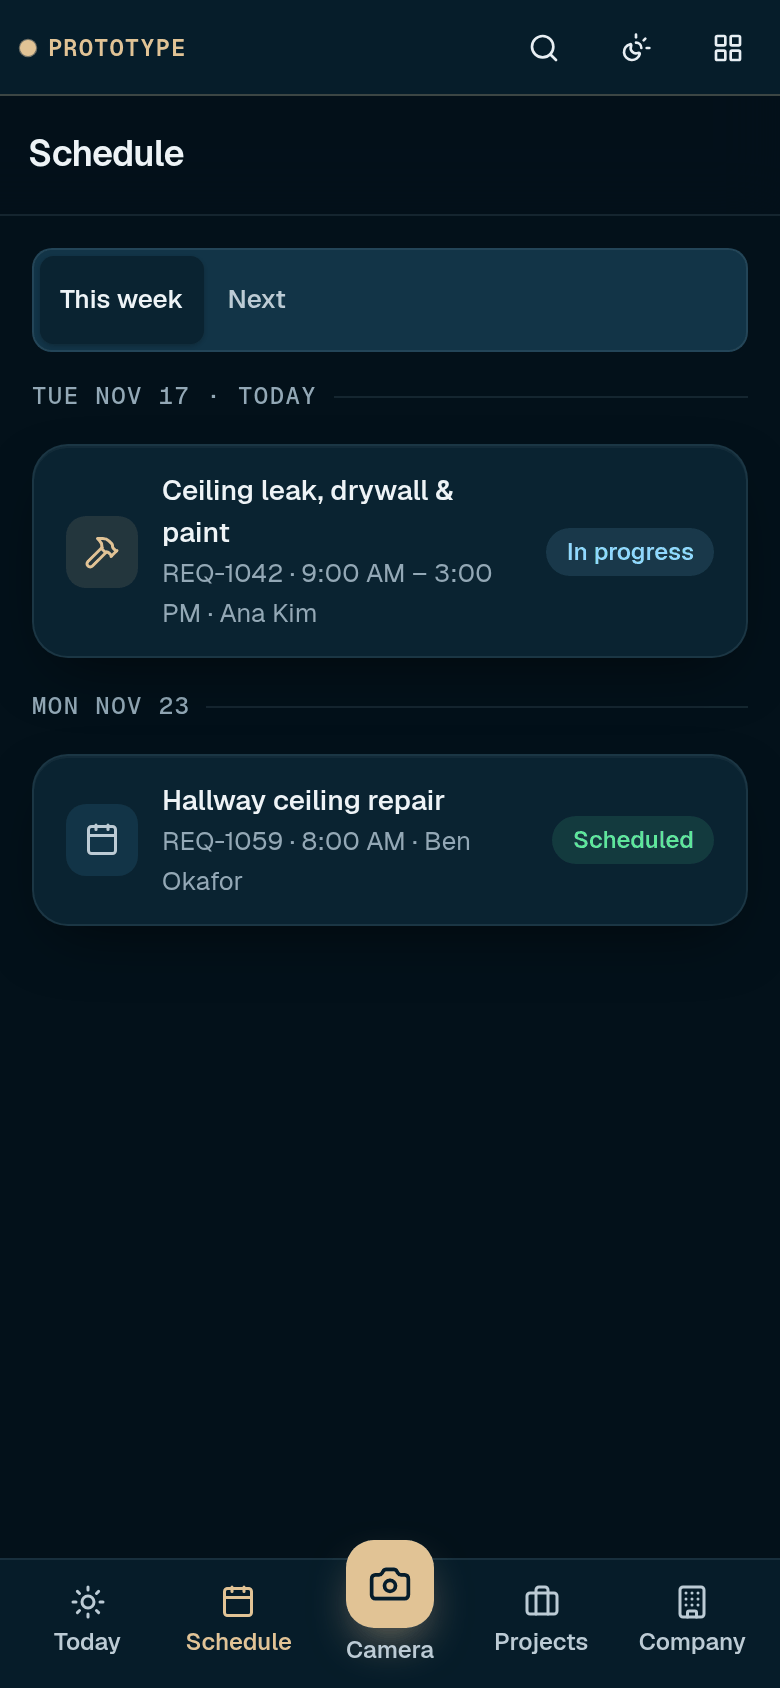 PROTOTYPE
Schedule
This week
Next
TUE NOV 17 · TODAY
Ceiling leak, drywall &
paint
REQ-1042 · 9:00 AM – 3:00
PM · Ana Kim
In progress
MON NOV 23
Hallway ceiling repair
REQ-1059 · 8:00 AM · Ben
Okafor
Scheduled
Today
Schedule
Camera
Projects
Company